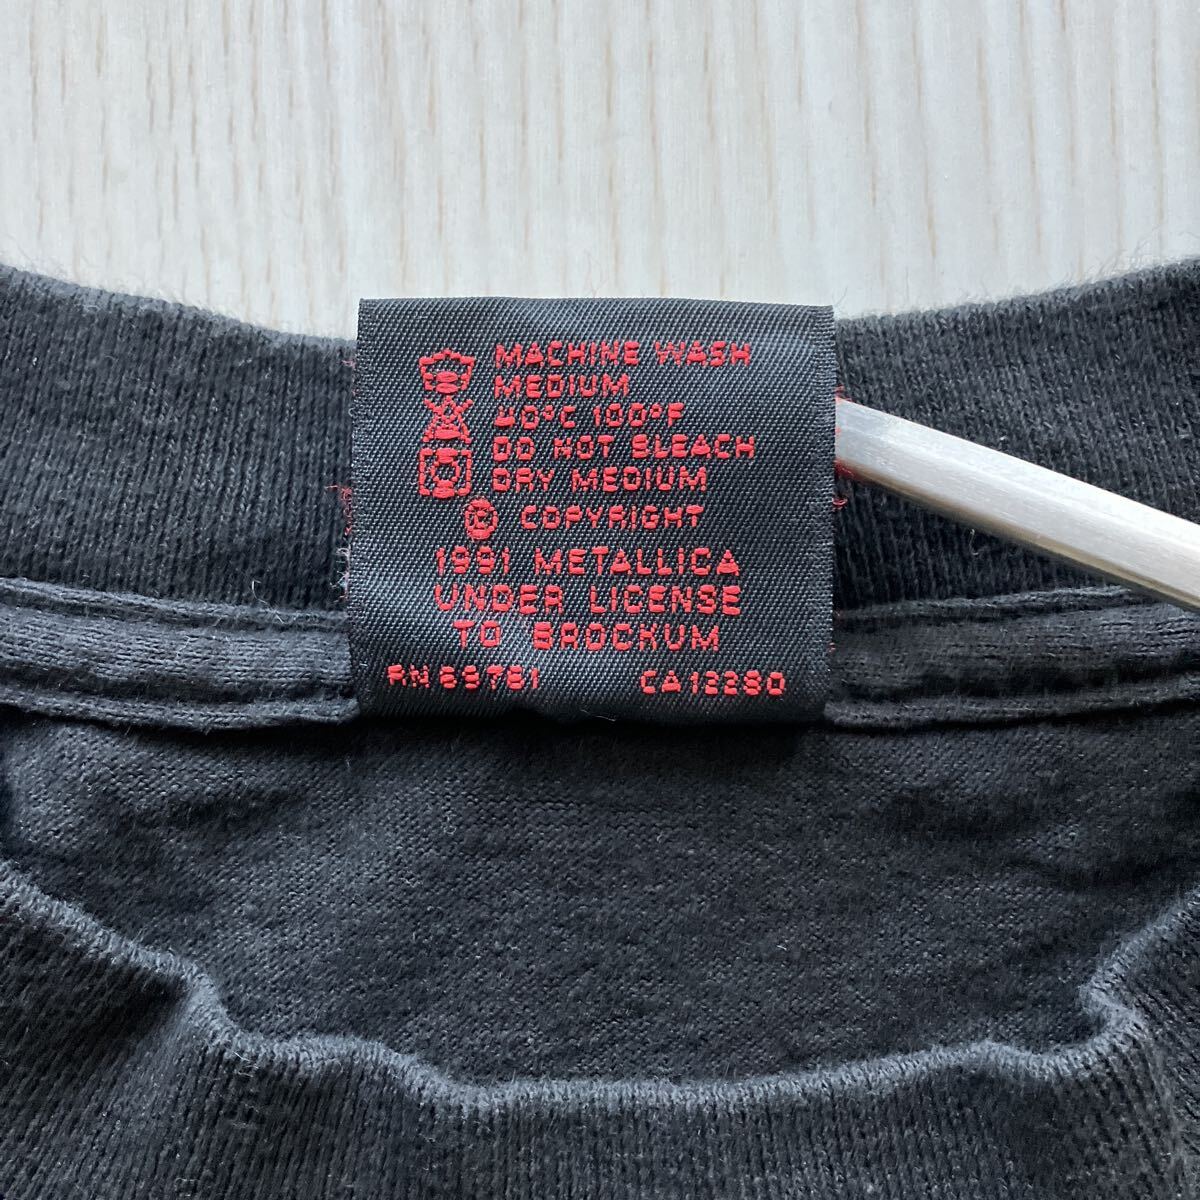 MACHINE WASH
MEDIUM
40°C 100°F
DO NOT BLEACH
DRY MEDIUM
© COPYRIGHT
1991 METALLICA
UNDER LICENSE
TO BROCKUM
RN 69761 CA 12280